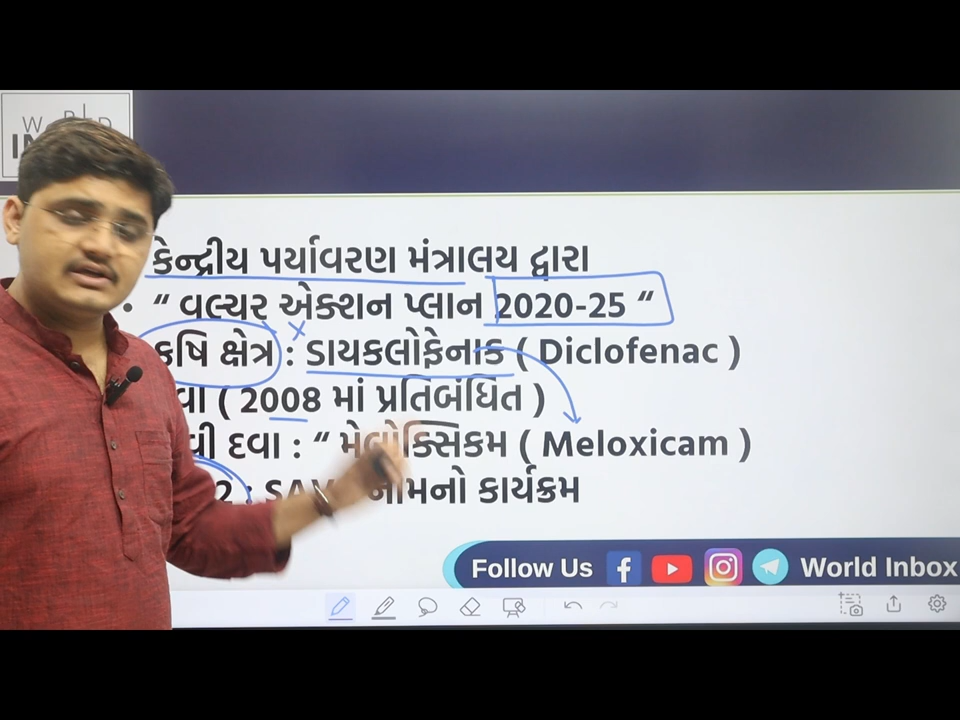 W RLD
કેન્દ્રીય પર્યાવરણ મંત્રાલય દ્વારા
• “ વલ્ચર એક્શન પ્લાન 2020-25 “
કૃષિ ક્ષેત્ર : ડાયકલોફેનાક ( Diclofenac )
( 2008 માં પ્રતિબંધિત )
દવા : “ મેલોક્સિકમ ( Meloxicam )
: નામનો કાર્યક્રમ
Follow Us World Inbox